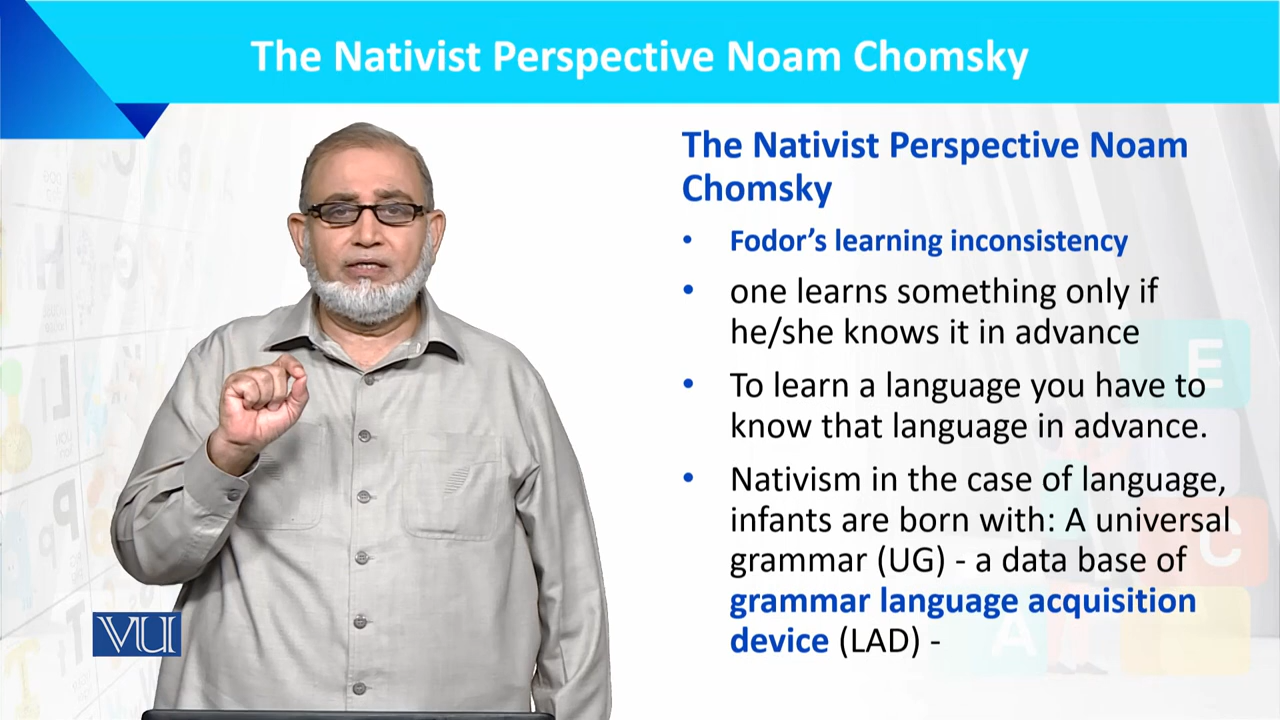 The Nativist Perspective Noam Chomsky
The Nativist Perspective Noam
Chomsky
• Fodor's learning inconsistency
• one learns something only if
he/she knows it in advance
• To learn a language you have to
know that language in advance.
• Nativism in the case of language,
infants are born with: A universal
grammar (UG) - a data base of
grammar language acquisition
device (LAD) -
VU